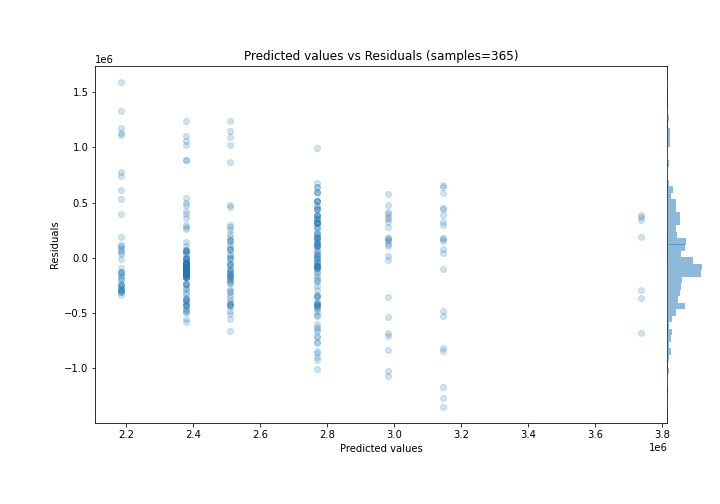 Predicted values vs Residuals (samples=365)
1e6
1.5
1.0
0.5
0.0
−0.5
−1.0
Residuals
2.2 2.4 2.6 2.8 3.0 3.2 3.4 3.6 3.8
1e6
Predicted values